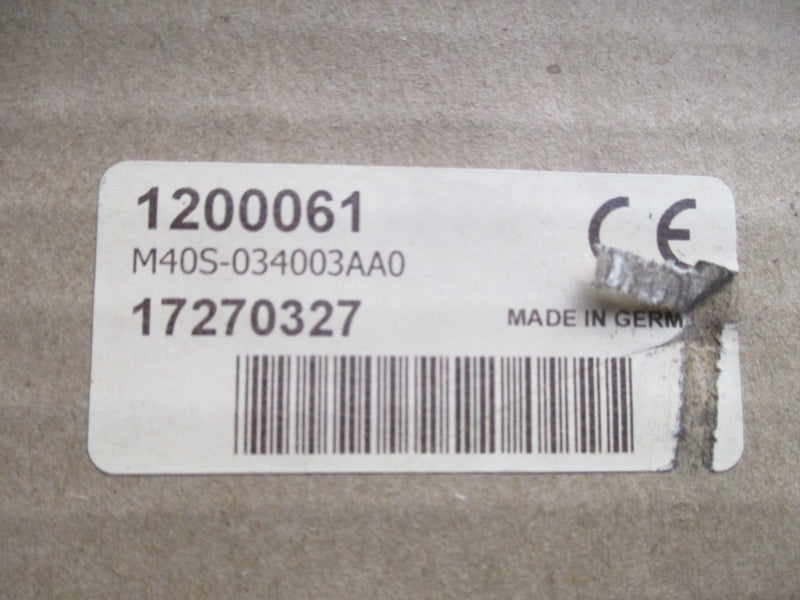 1200061
CE
M40S-034003AA0
17270327
MADE IN GERM